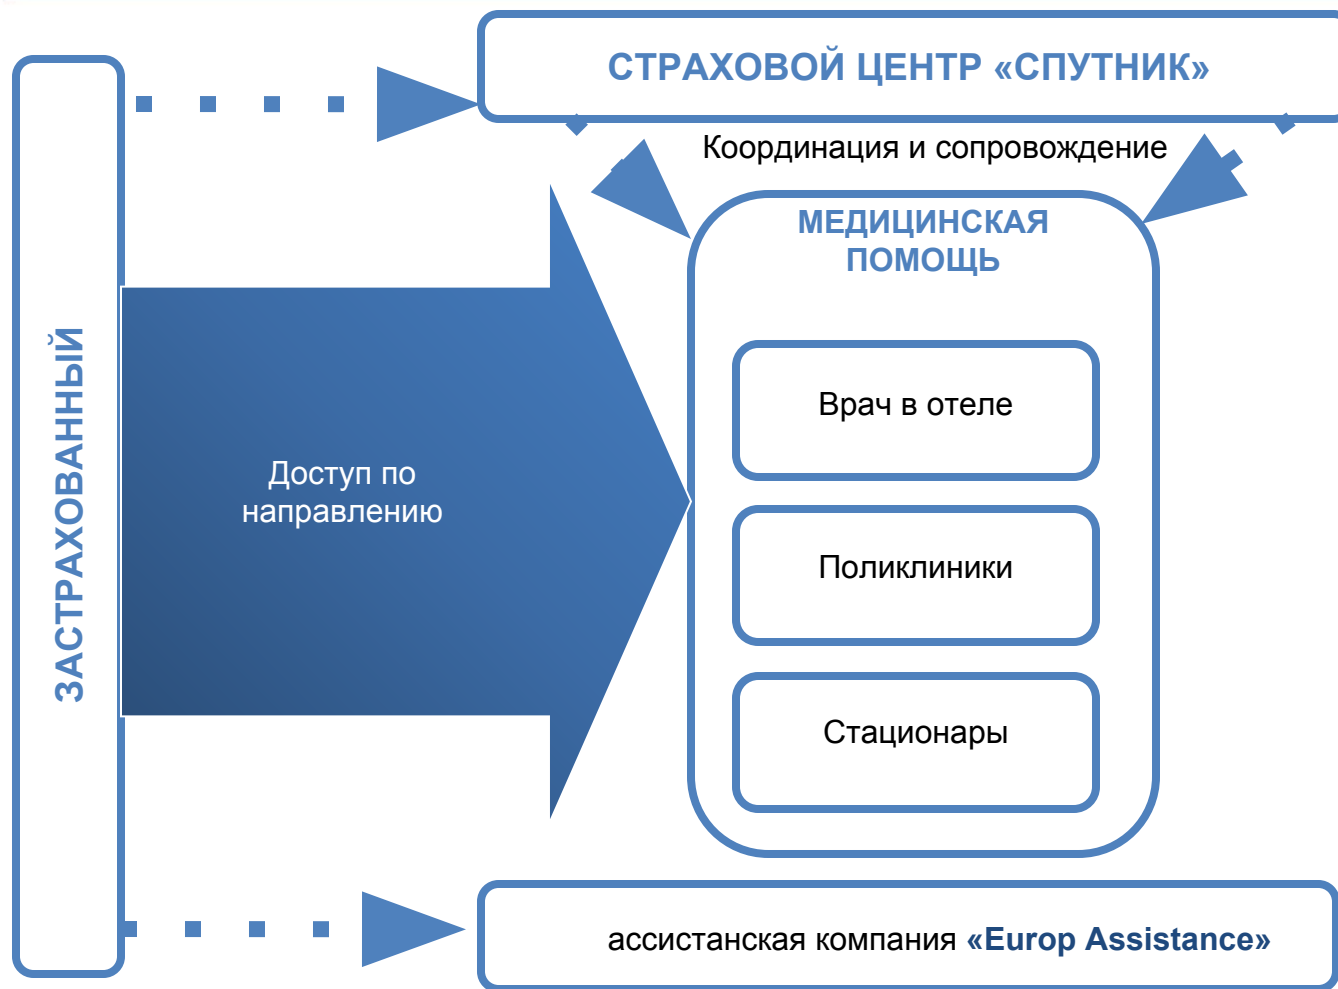 СТРАХОВОЙ ЦЕНТР «СПУТНИК»
Координация и сопровождение
МЕДИЦИНСКАЯ
ПОМОЩЬ
ЗАСТРАХОВАННЫЙ
Врач в отеле
Доступ по
направлению
Поликлиники
Стационары
ассистанская компания «Europ Assistance»